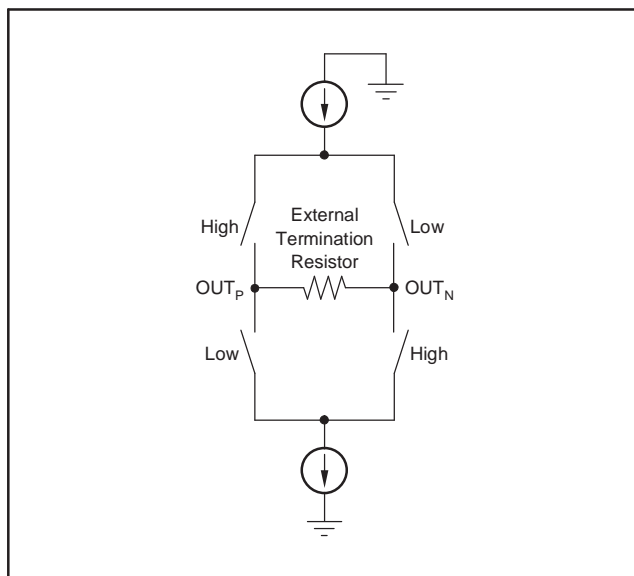 High
External
Termination
Resistor
Low
OUTP
OUTN
Low
High